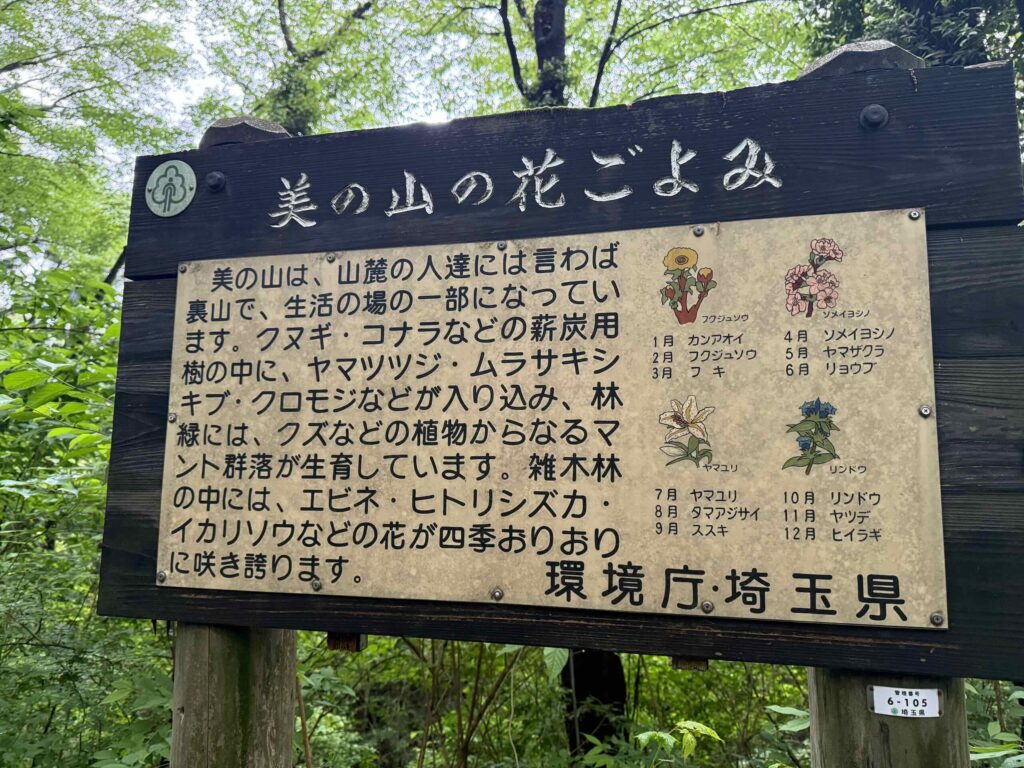 美の山の花ごよみ
美の山は、山麓の人達には言わば
裏山で、生活の場の一部になってい
ます。クヌギ・コナラなどの薪炭用
樹の中に、ヤマツツジ・ムラサキシ
キブ・クロモジなどが入り込み、林
緑には、クズなどの植物からなるマ
ント群落が生育しています。雑木林
の中には、エビネ・ヒトリシズカ・
イカリソウなどの花が四季おりおり
に咲き誇ります。
フクジュソウ
1月 カンアオイ
2月 フクジュソウ
3月 フキ
ソメイヨシノ
4月 ソメイヨシノ
5月 ヤマザクラ
6月 リョウブ
ヤマユリ
7月 ヤマユリ
8月 タマアジサイ
9月 ススキ
リンドウ
10月 リンドウ
11月 ヤツデ
12月 ヒイラギ
環境庁・埼玉県
管理番号
6-105
埼玉県